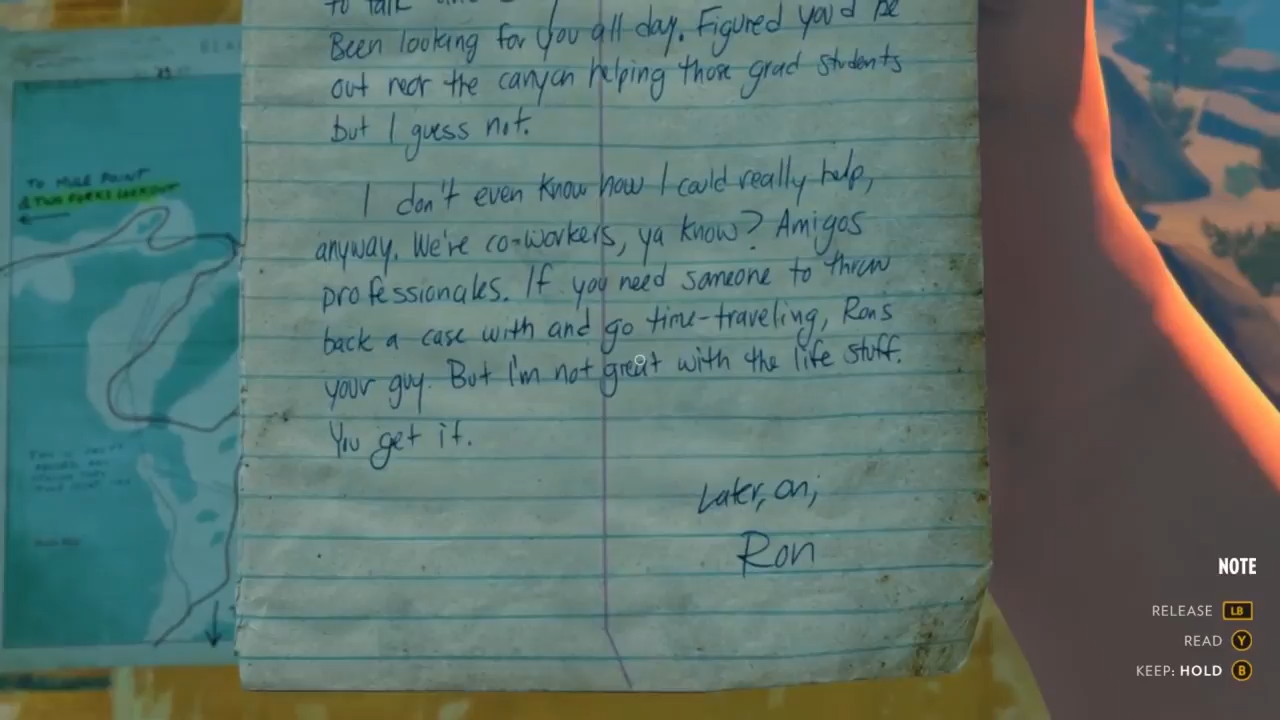 to talk
Been looking for you all day. Figured you'd be
out near the canyon helping those grad students
but I guess not.
I don't even know how I could really help,
anyway. We're co-workers, ya know? Amigos
professionales. If you need someone to throw
back a case with and go time-traveling, Rons
your guy. But I'm not great with the life stuff.
You get it.
Later, on,
Ron
TO MULE POINT
& TWO FORKS LOOKOUT
NOTE
RELEASE LB
READ Y
KEEP: HOLD B